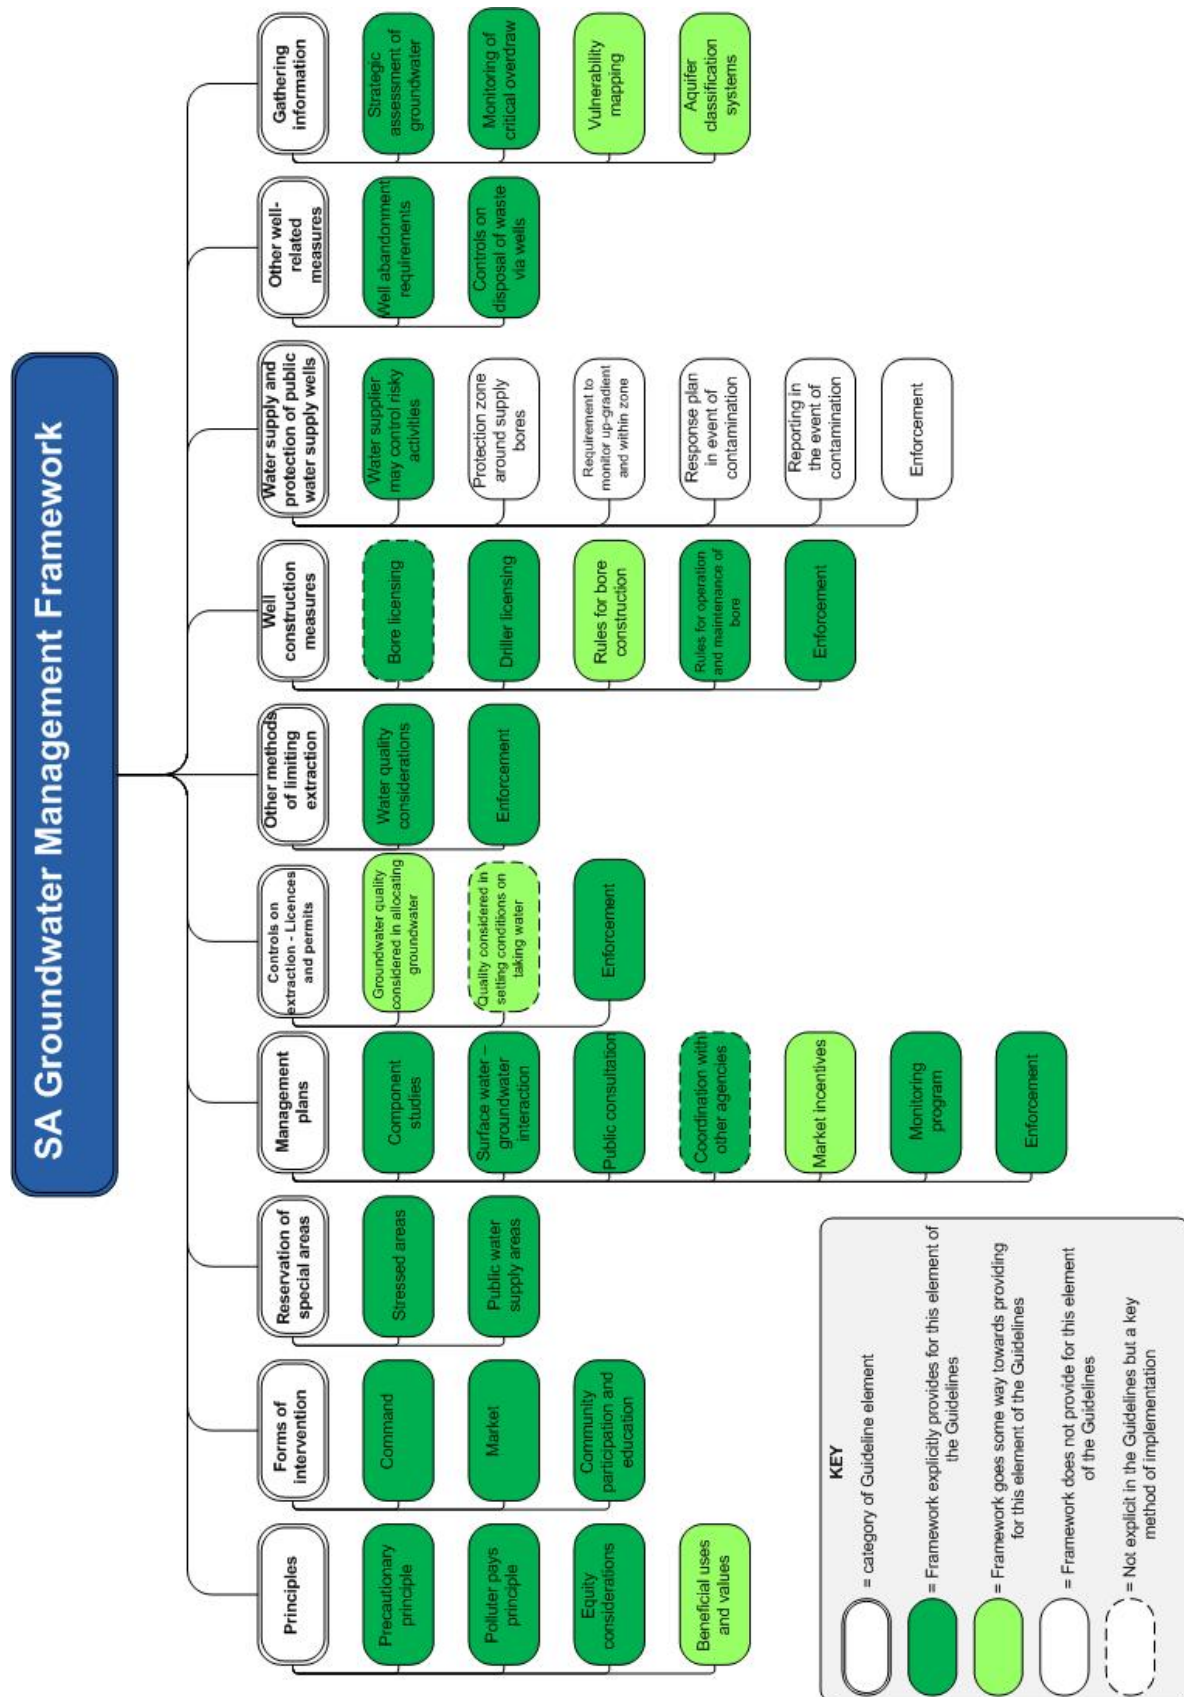 SA Groundwater Management Framework
Principles
Precautionary
principle
Polluter pays
principle
Equity
considerations
Beneficial uses
and values
Forms of
intervention
Command
Market
Community
participation and
education
Reservation of
special areas
Stressed areas
Public water
supply areas
Management
plans
Component
studies
Surface water –
groundwater
interaction
Public consultation
Coordination with
other agencies
Market incentives
Monitoring
program
Enforcement
Controls on
extraction - Licences
and permits
Groundwater quality
considered in allocating
groundwater
Quality considered in
setting conditions on
taking water
Enforcement
Other methods
of limiting
extraction
Water quality
considerations
Enforcement
Well
construction
measures
Bore licensing
Driller licensing
Rules for bore
construction
Rules for operation
and maintenance of
bore
Enforcement
Water supply and
protection of public
water supply wells
Water supplier
may control risky
activities
Protection zone
around supply
bores
Requirement to
monitor up-gradient
and within zone
Response plan
in event of
contamination
Reporting in
the event of
contamination
Enforcement
Other well-
related
measures
Well abandonment
requirements
Controls on
disposal of waste
via wells
Gathering
information
Strategic
assessment of
groundwater
Monitoring of
critical overdraw
Vulnerability
mapping
Aquifer
classification
systems
KEY
= category of Guideline element
= Framework explicitly provides for this element of
the Guidelines
= Framework goes some way towards providing
for this element of the Guidelines
= Framework does not provide for this element
of the Guidelines
= Not explicit in the Guidelines but a key
method of implementation